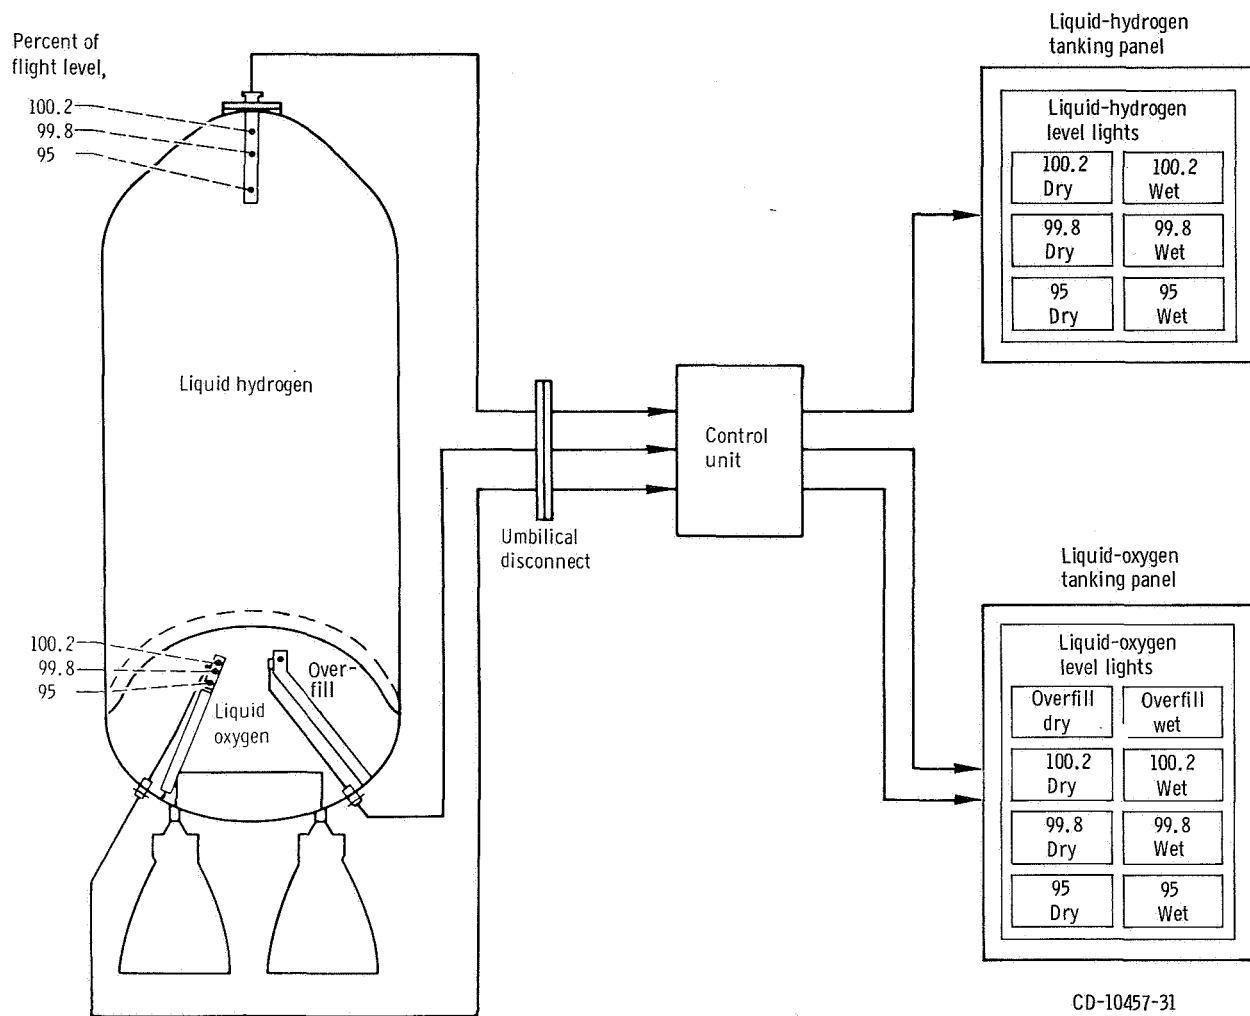 Percent of
flight level,
100.2
99.8
95
Liquid hydrogen
100.2
99.8
95
Over-
fill
Liquid
oxygen
Umbilical
disconnect
Control
unit
Liquid-hydrogen
tanking panel
Liquid-hydrogen
level lights
100.2
Dry
100.2
Wet
99.8
Dry
99.8
Wet
95
Dry
95
Wet
Liquid-oxygen
tanking panel
Liquid-oxygen
level lights
Overfill
dry
Overfill
wet
100.2
Dry
100.2
Wet
99.8
Dry
99.8
Wet
95
Dry
95
Wet
CD-10457-31